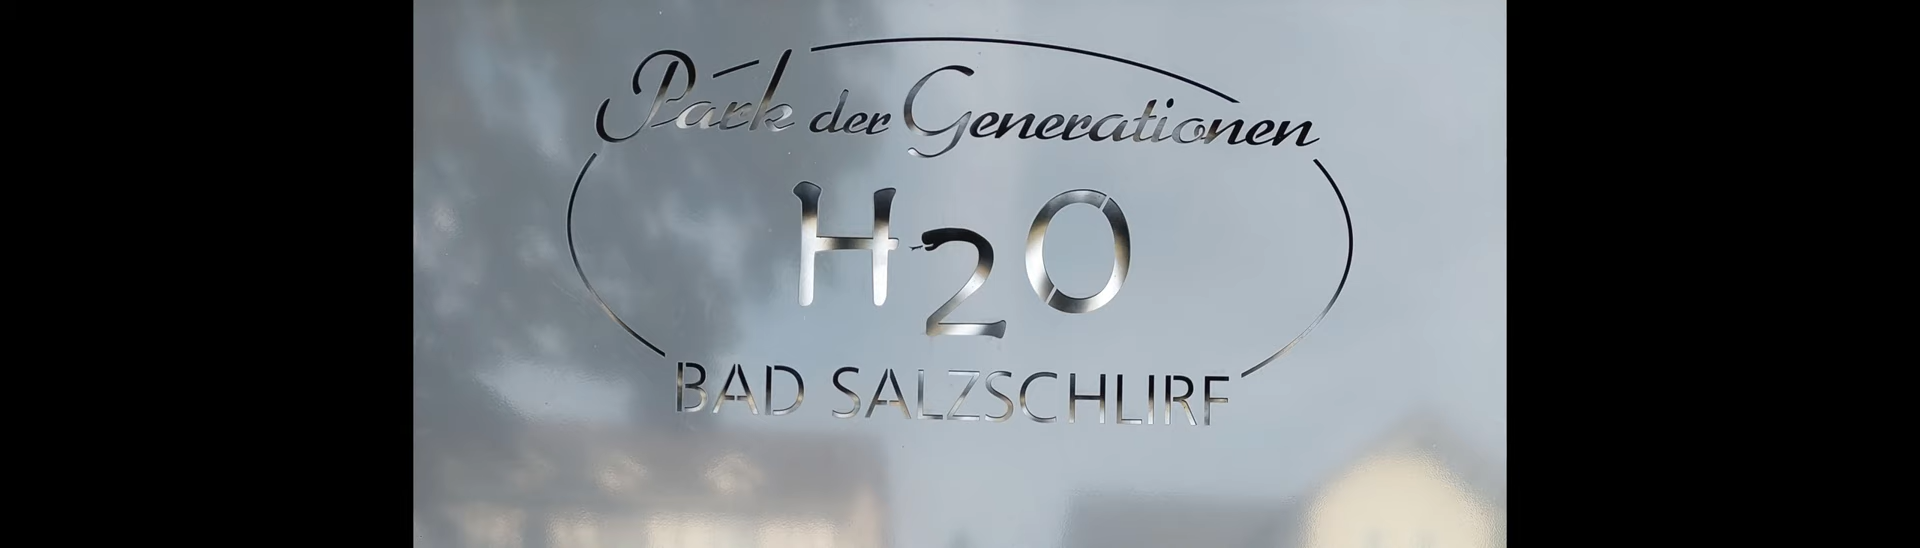 Park der Generationen
H2O
BAD SALZSCHLIRF